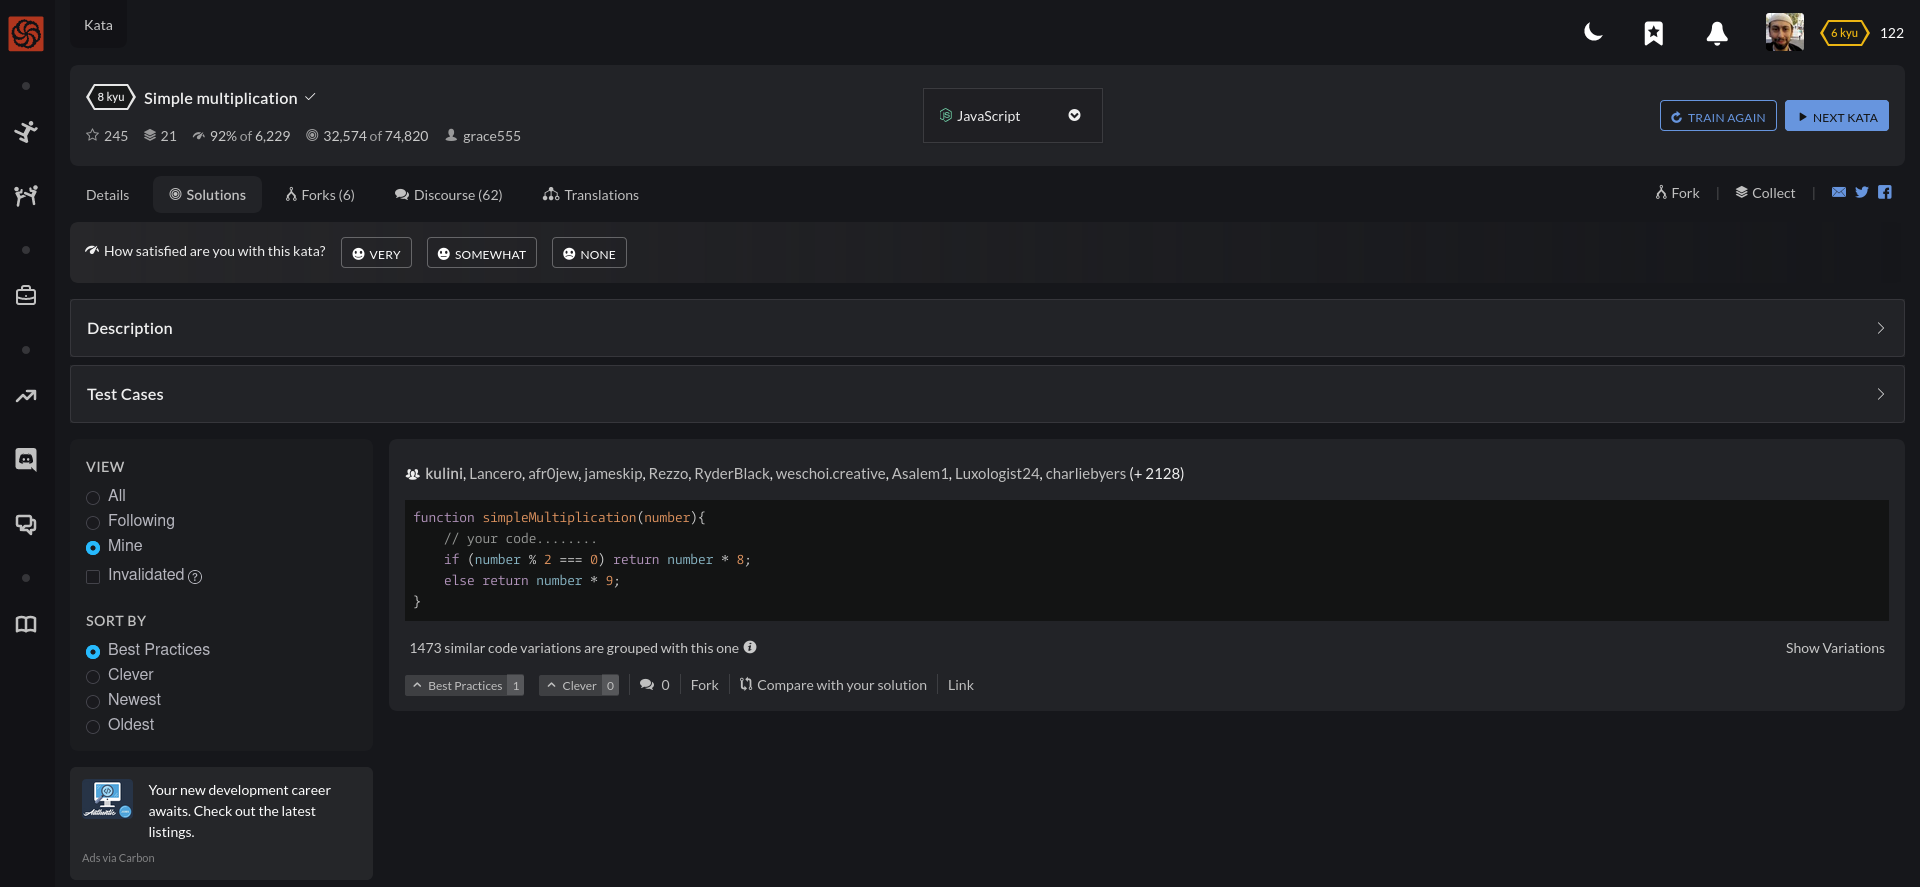 Kata
6 kyu 122
8 kyu Simple multiplication
245 21 92% of 6,229 32,574 of 74,820 grace555
JavaScript
TRAIN AGAIN NEXT KATA
Details Solutions Forks (6) Discourse (62) Translations
Fork Collect
How satisfied are you with this kata? VERY SOMEWHAT NONE
Description
Test Cases
VIEW
All
Following
Mine
Invalidated ?
SORT BY
Best Practices
Clever
Newest
Oldest
Your new development career
awaits. Check out the latest
listings.
Ads via Carbon
kulini, Lancero, afr0jew, jameskip, Rezzo, RyderBlack, weschoi.creative, Asalem1, Luxologist24, charliebyers (+ 2128)
function simpleMultiplication(number){
    // your code........
    if (number % 2 === 0) return number * 8;
    else return number * 9;
}
1473 similar code variations are grouped with this one
Show Variations
Best Practices 1 Clever 0 0 Fork Compare with your solution Link